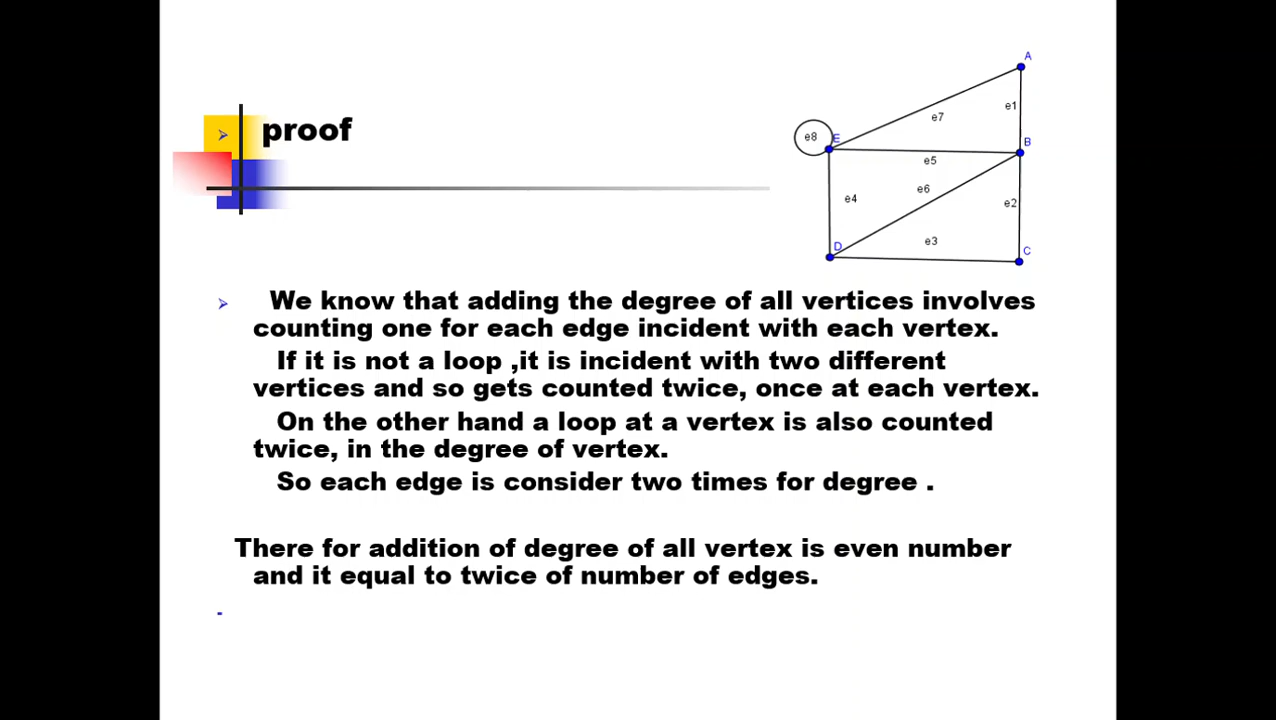 proof
A
e1
e7
e8
E
B
e5
e6
e4
e2
D
e3
C
We know that adding the degree of all vertices involves
counting one for each edge incident with each vertex.
If it is not a loop ,it is incident with two different
vertices and so gets counted twice, once at each vertex.
On the other hand a loop at a vertex is also counted
twice, in the degree of vertex.
So each edge is consider two times for degree .
There for addition of degree of all vertex is even number
and it equal to twice of number of edges.